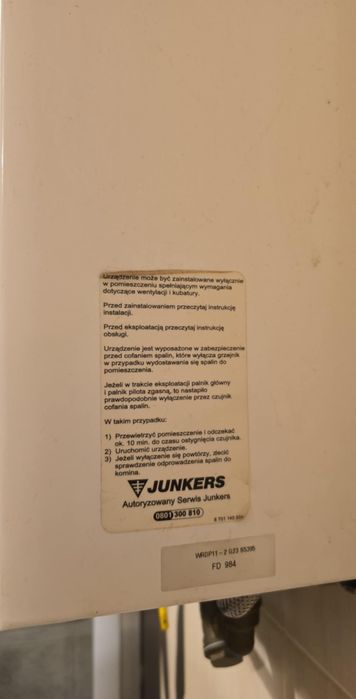 Urządzenie może być zainstalowane wyłącznie
w pomieszczeniu spełniającym wymagania
dotyczące wentylacji i kubatury.
Przed zainstalowaniem przeczytaj instrukcję
instalacji.
Przed eksploatacją przeczytaj instrukcję
obsługi.
Urządzenie jest wyposażone w zabezpieczenie
przed cofaniem spalin, które wyłącza grzejnik
w przypadku wydostawania się spalin do
pomieszczenia.
Jeżeli w trakcie eksploatacji palnik główny
i palnik pilota zgasną, to nastąpiło
prawdopodobnie wyłączenie przez czujnik
cofania spalin.
W takim przypadku:
1) Przewietrzyć pomieszczenie i odczekać
ok. 10 min. do czasu ostygnięcia czujnika.
2) Uruchomić urządzenie.
3) Jeżeli wyłączenie się powtórzy, zlecić
sprawdzenie odprowadzenia spalin do
komina.
JUNKERS
Autoryzowany Serwis Junkers
0801 300 810
WRDP11-2 G23 S5395
FD 984